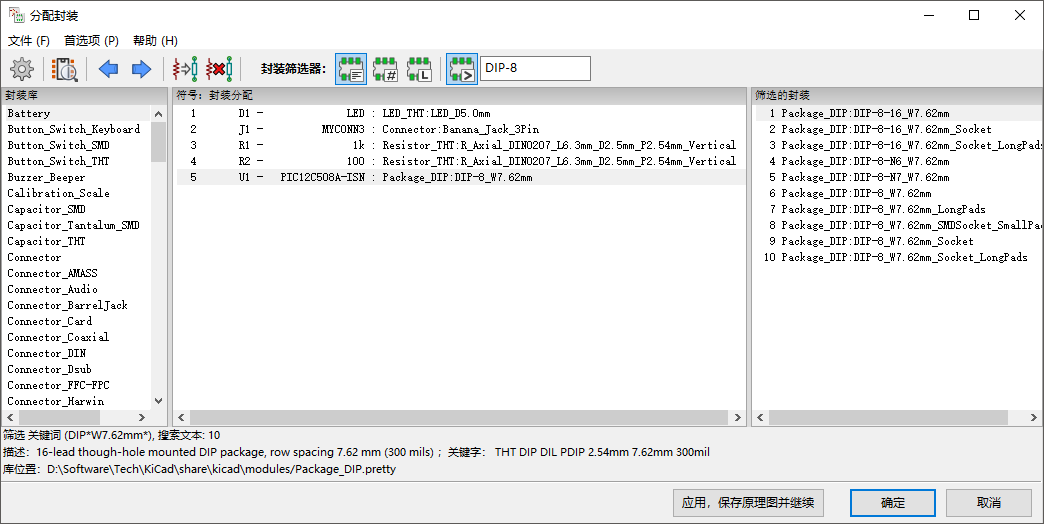 分配封装
文件 (F) 首选项 (P) 帮助 (H)
封装筛选器: DIP-8
封装库
Battery
Button_Switch_Keyboard
Button_Switch_SMD
Button_Switch_THT
Buzzer_Beeper
Calibration_Scale
Capacitor_SMD
Capacitor_Tantalum_SMD
Capacitor_THT
Connector
Connector_AMASS
Connector_Audio
Connector_BarrelJack
Connector_Card
Connector_Coaxial
Connector_DIN
Connector_Dsub
Connector_FFC-FPC
Connector_Harwin
符号: 封装分配
1 D1 - LED : LED_THT:LED_D5.0mm
2 J1 - MYCONN3 : Connector:Banana_Jack_3Pin
3 R1 - 1k : Resistor_THT:R_Axial_DIN0207_L6.3mm_D2.5mm_P2.54mm_Vertical
4 R2 - 100 : Resistor_THT:R_Axial_DIN0207_L6.3mm_D2.5mm_P2.54mm_Vertical
5 U1 - PIC12C508A-ISN : Package_DIP:DIP-8_W7.62mm
筛选的封装
1 Package_DIP:DIP-8-16_W7.62mm
2 Package_DIP:DIP-8-16_W7.62mm_Socket
3 Package_DIP:DIP-8-16_W7.62mm_Socket_LongPads
4 Package_DIP:DIP-8-N6_W7.62mm
5 Package_DIP:DIP-8-N7_W7.62mm
6 Package_DIP:DIP-8_W7.62mm
7 Package_DIP:DIP-8_W7.62mm_LongPads
8 Package_DIP:DIP-8_W7.62mm_SMDSocket_SmallPa
9 Package_DIP:DIP-8_W7.62mm_Socket
10 Package_DIP:DIP-8_W7.62mm_Socket_LongPads
筛选 关键词 (DIP*W7.62mm*), 搜索文本: 10
描述: 16-lead though-hole mounted DIP package, row spacing 7.62 mm (300 mils) ; 关键字: THT DIP DIL PDIP 2.54mm 7.62mm 300mil
库位置: D:\Software\Tech\KiCad\share\kicad\modules/Package_DIP.pretty
应用，保存原理图并继续 确定 取消